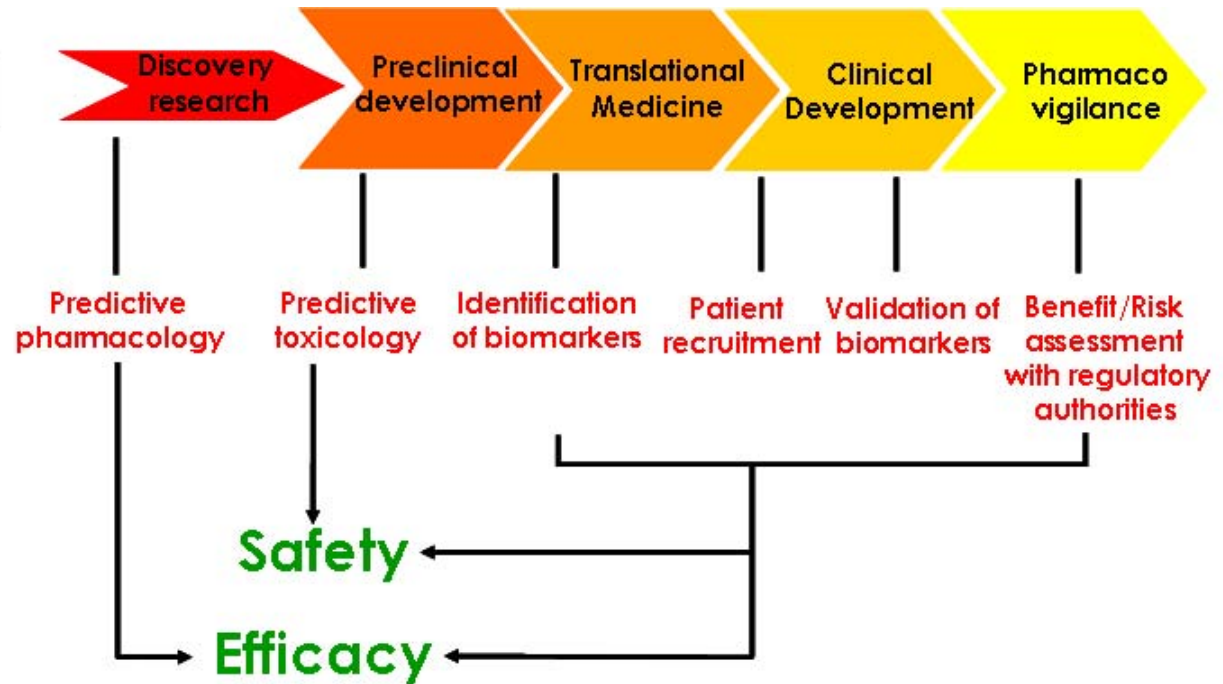 Discovery
research
Preclinical
development
Translational
Medicine
Clinical
Development
Pharmaco
vigilance
Predictive
pharmacology
Predictive
toxicology
Identification
of biomarkers
Patient
recruitment
Validation of
biomarkers
Benefit/Risk
assessment
with regulatory
authorities
Safety
Efficacy